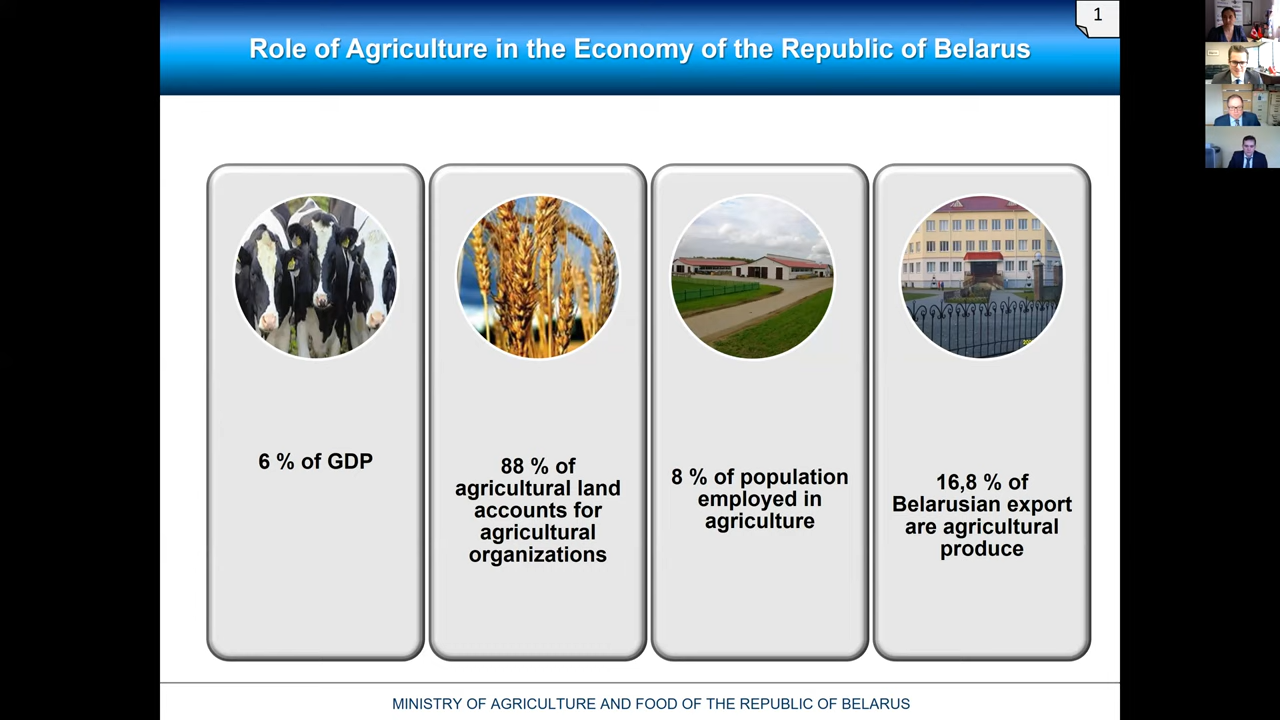 1
Role of Agriculture in the Economy of the Republic of Belarus
6 % of GDP
88 % of
agricultural land
accounts for
agricultural
organizations
8 % of population
employed in
agriculture
16,8 % of
Belarusian export
are agricultural
produce
MINISTRY OF AGRICULTURE AND FOOD OF THE REPUBLIC OF BELARUS